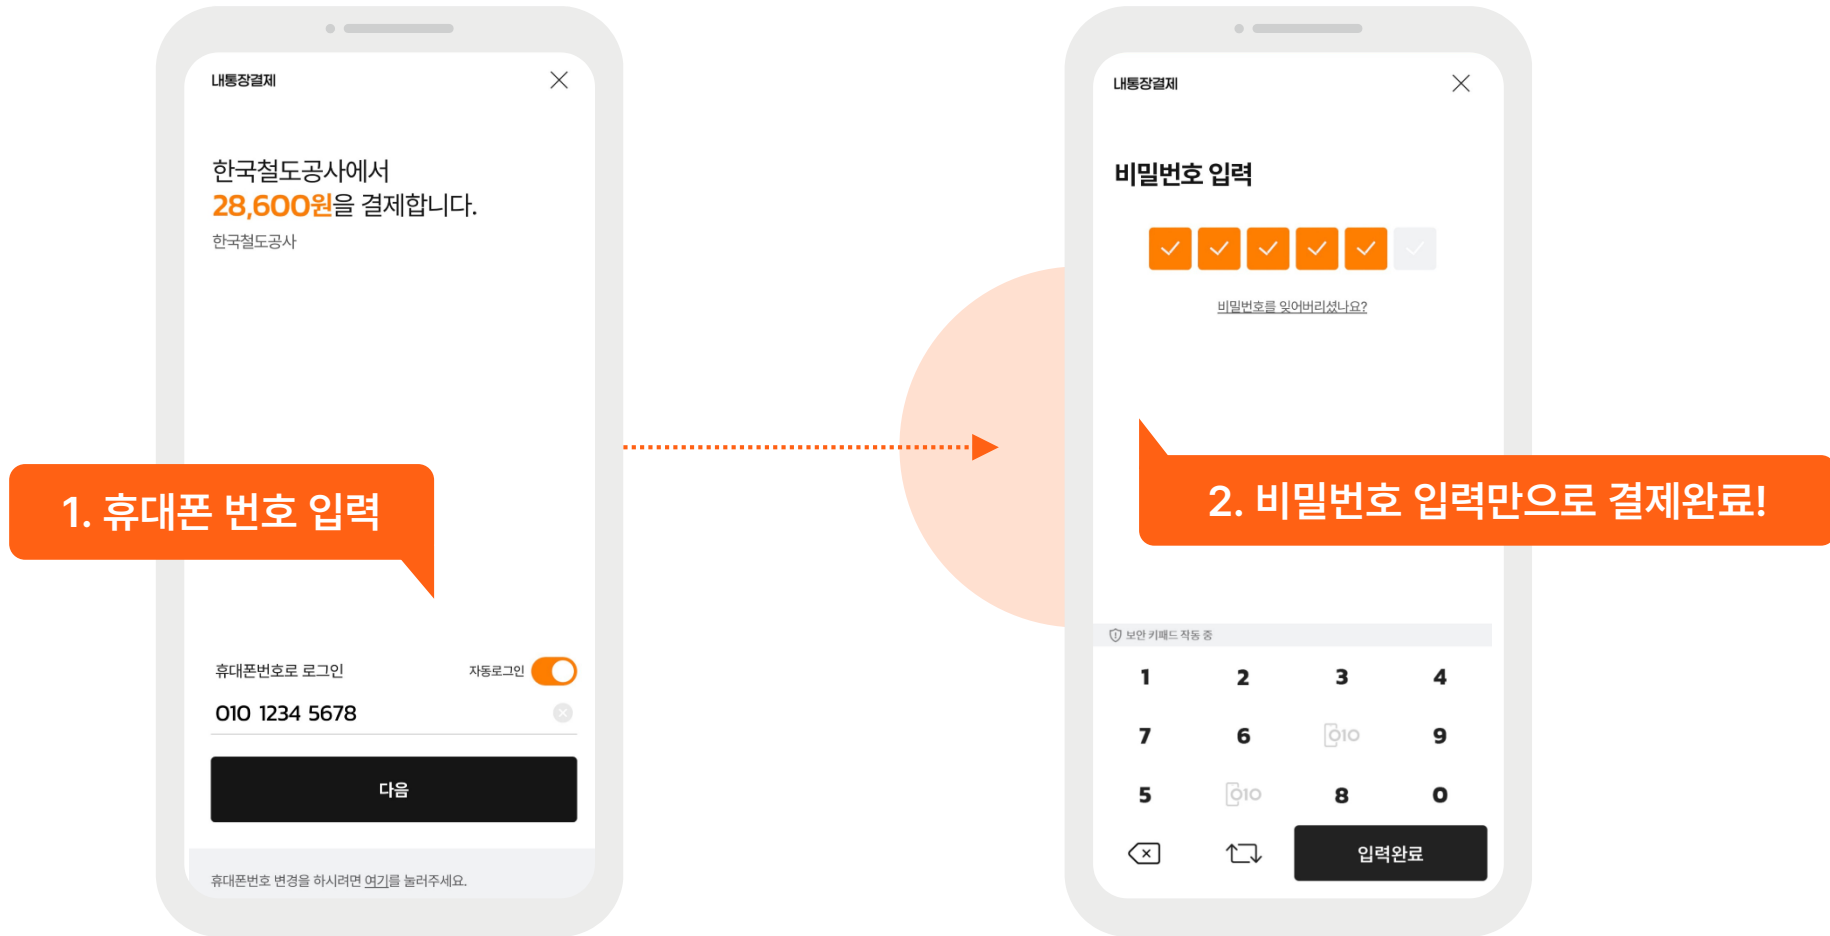 내통장결제
한국철도공사에서
28,600원을 결제합니다.
한국철도공사
1. 휴대폰 번호 입력
휴대폰번호로 로그인 자동로그인
010 1234 5678
다음
휴대폰번호 변경을 하시려면 여기를 눌러주세요.
내통장결제
비밀번호 입력
비밀번호를 잊어버리셨나요?
2. 비밀번호 입력만으로 결제완료!
보안 키패드 작동 중
1 2 3 4
7 6 010 9
5 010 8 0
입력완료